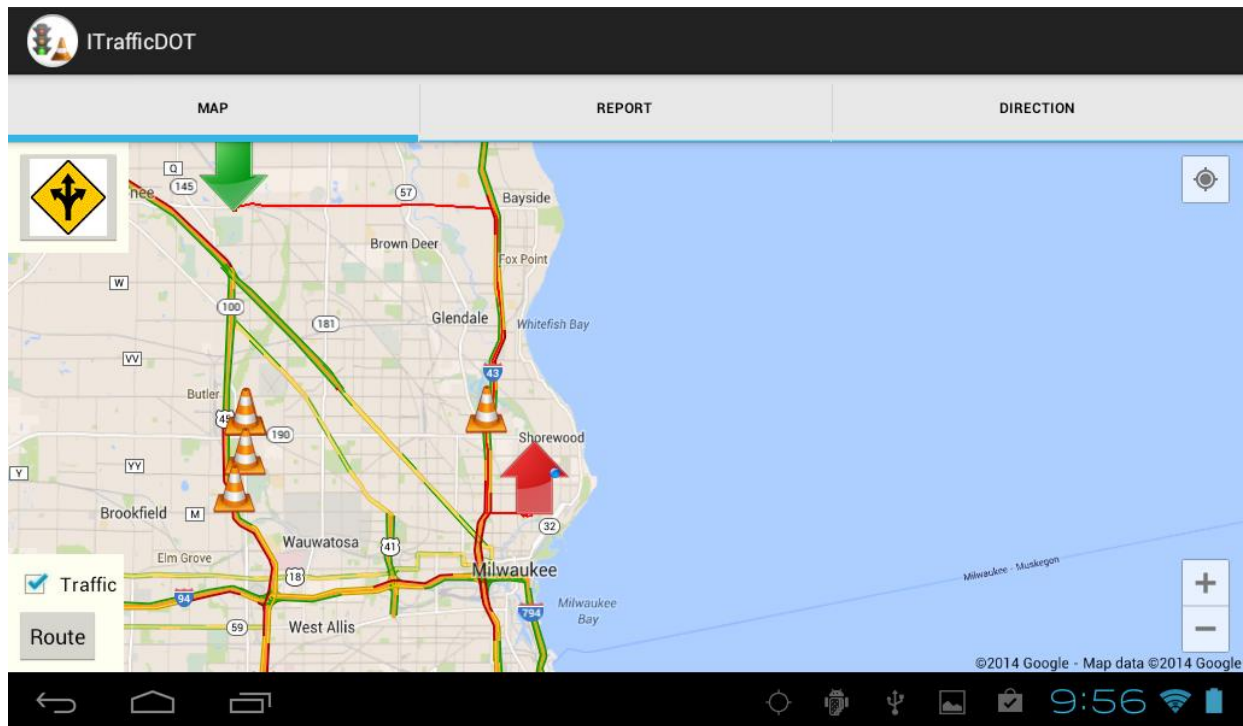 ITrafficDOT
MAP
REPORT
DIRECTION
Q
145
nee
57
Bayside
Brown Deer
Fox Point
W
100
181
Glendale
Whitefish Bay
VV
43
Butler
45
190
Shorewood
Y
YY
Brookfield
M
32
Wauwatosa
41
Elm Grove
18
Milwaukee
Milwaukee - Muskegon
Traffic
94
794
Milwaukee
Bay
Route
59
West Allis
+
−
©2014 Google - Map data ©2014 Google
9:56